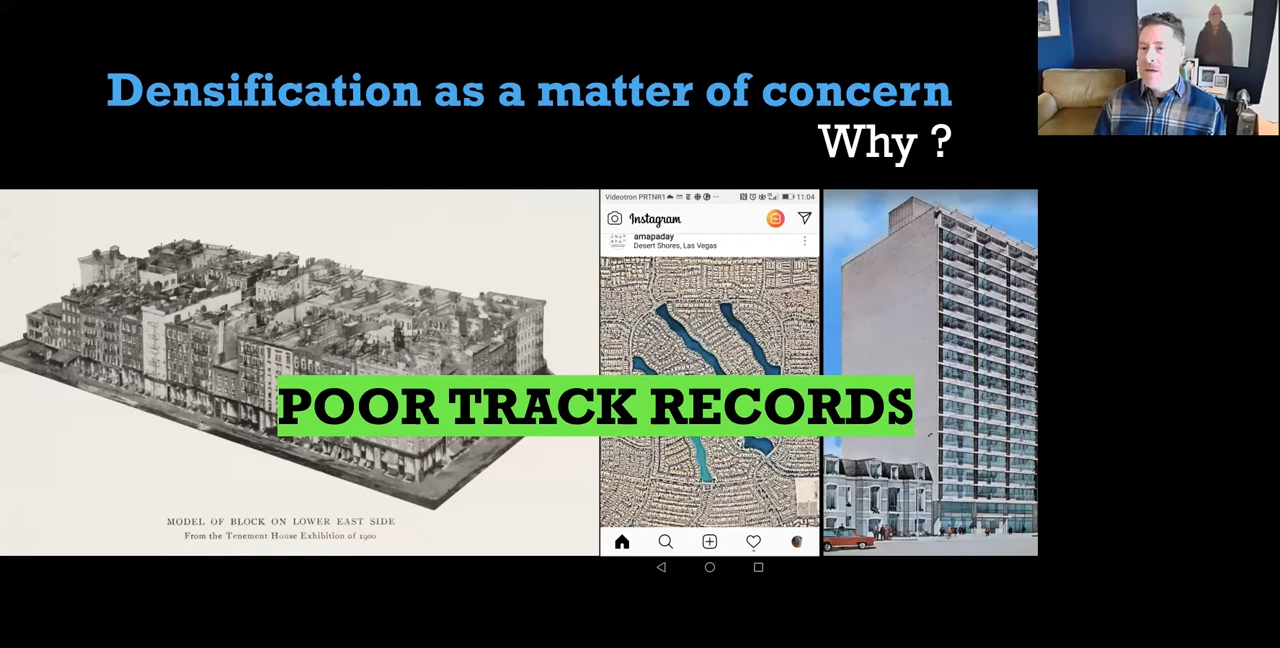 Densification as a matter of concern
Why ?
Videotron PRTNR1
11:04
Instagram
amapaday
Desert Shores, Las Vegas
POOR TRACK RECORDS
MODEL OF BLOCK ON LOWER EAST SIDE
From the Tenement House Exhibition of 1900